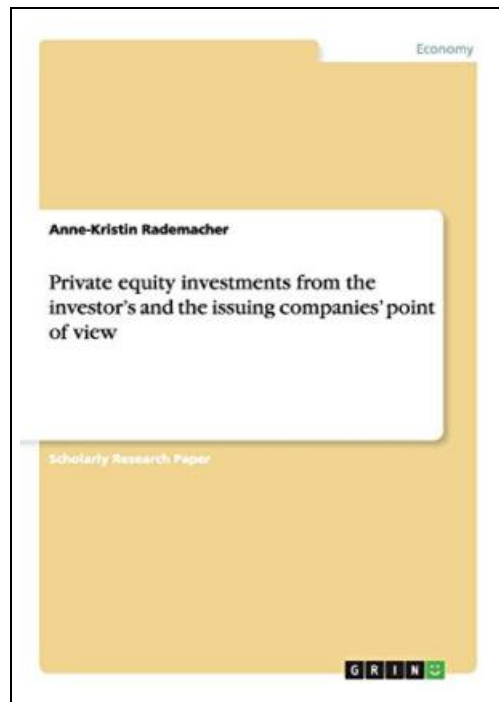 Economy
Anne-Kristin Rademacher
Private equity investments from the
investor's and the issuing companies' point
of view
Scholarly Research Paper
GRIN